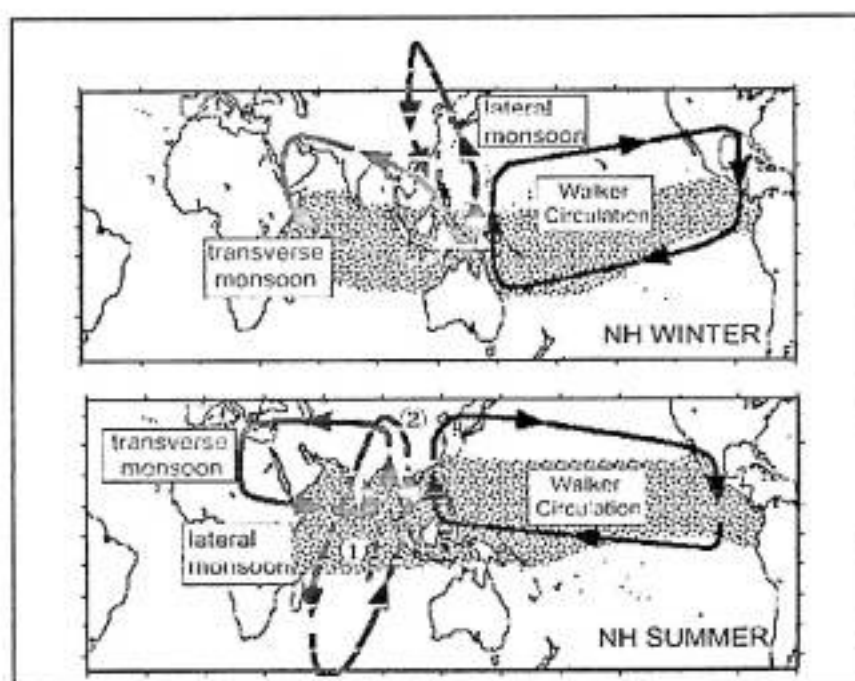 lateral
monsoon
Walker
Circulation
transverse
monsoon
NH WINTER
(2)
transverse
monsoon
Walker
Circulation
lateral
monsoon
(1)
NH SUMMER